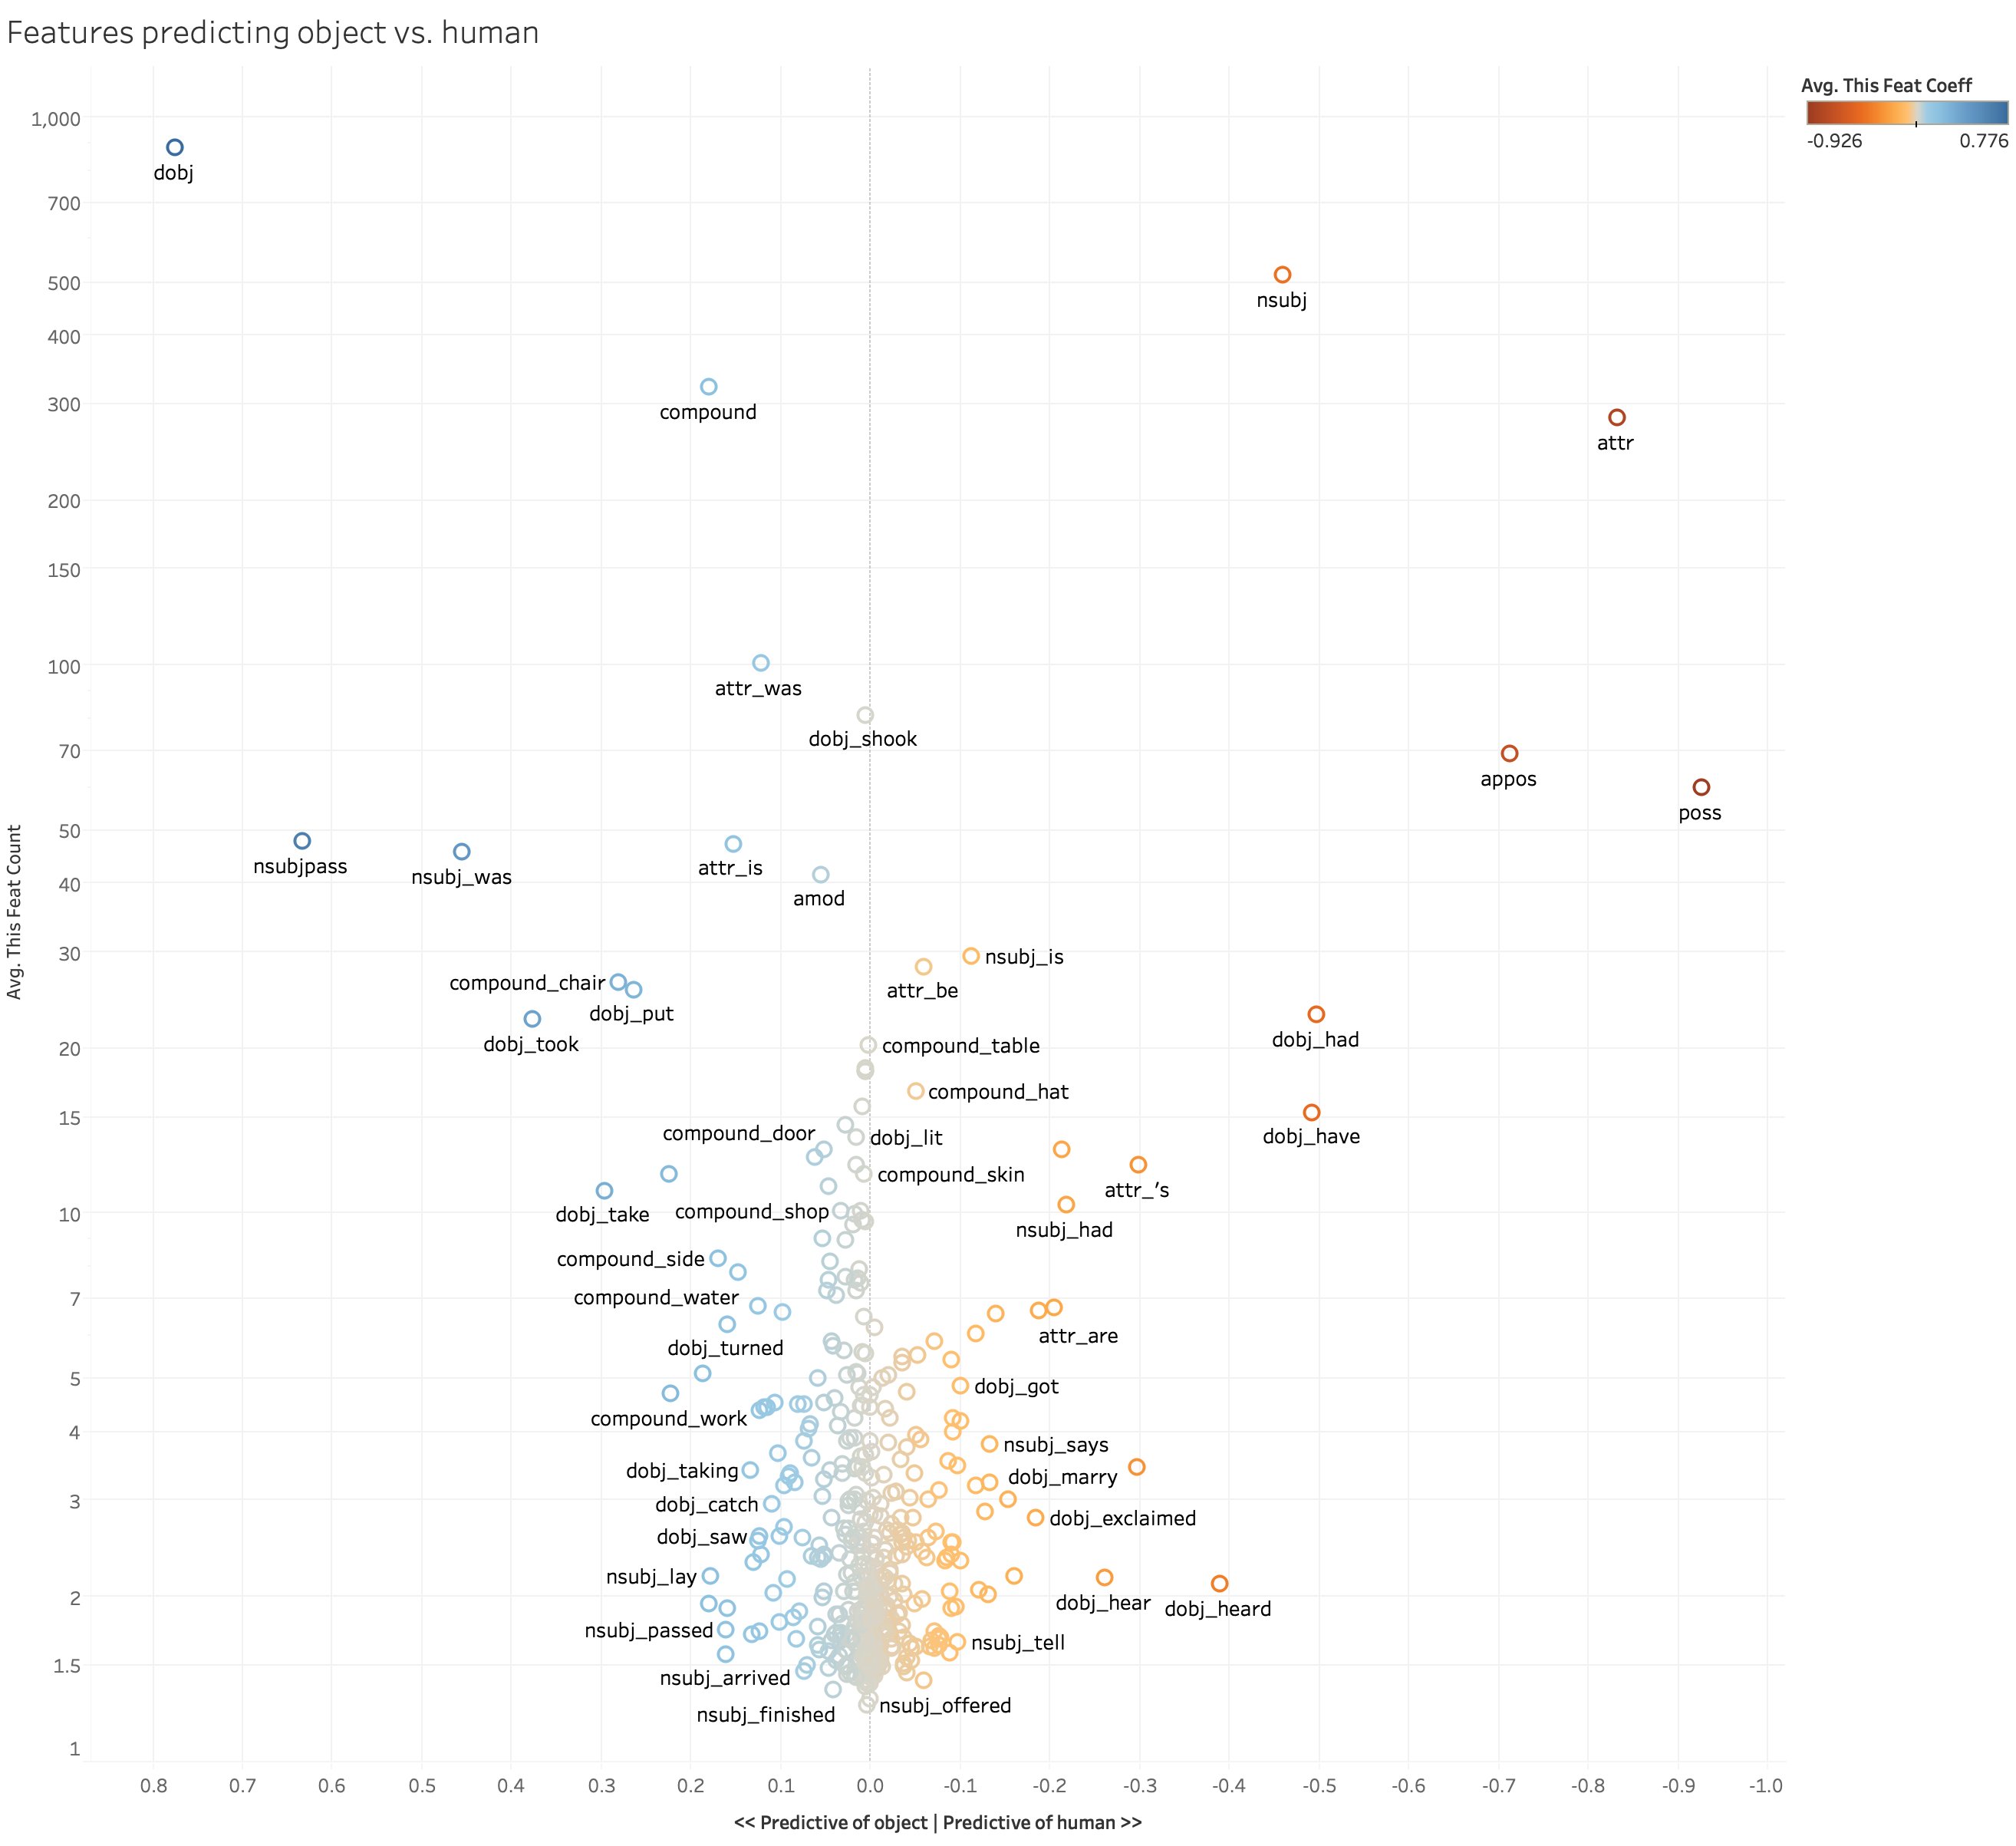 Features predicting object vs. human
Avg. This Feat Coeff
-0.926 0.776
1,000
dobj
700
500
nsubj
400
300
compound
attr
200
150
100
attr_was
dobj_shook
70
appos
poss
50
nsubjpass
nsubj_was
attr_is
40
amod
Avg. This Feat Count
30
nsubj_is
attr_be
compound_chair
dobj_put
dobj_took
dobj_had
20
compound_table
compound_hat
15
compound_door
dobj_lit
dobj_have
compound_skin
attr_’s
10
dobj_take
compound_shop
nsubj_had
compound_side
7
compound_water
attr_are
dobj_turned
5
dobj_got
compound_work
4
nsubj_says
dobj_taking
dobj_marry
3
dobj_catch
dobj_exclaimed
dobj_saw
nsubj_lay
2
dobj_hear
dobj_heard
nsubj_passed
nsubj_tell
1.5
nsubj_arrived
nsubj_offered
nsubj_finished
1
0.8 0.7 0.6 0.5 0.4 0.3 0.2 0.1 0.0 -0.1 -0.2 -0.3 -0.4 -0.5 -0.6 -0.7 -0.8 -0.9 -1.0
<< Predictive of object | Predictive of human >>